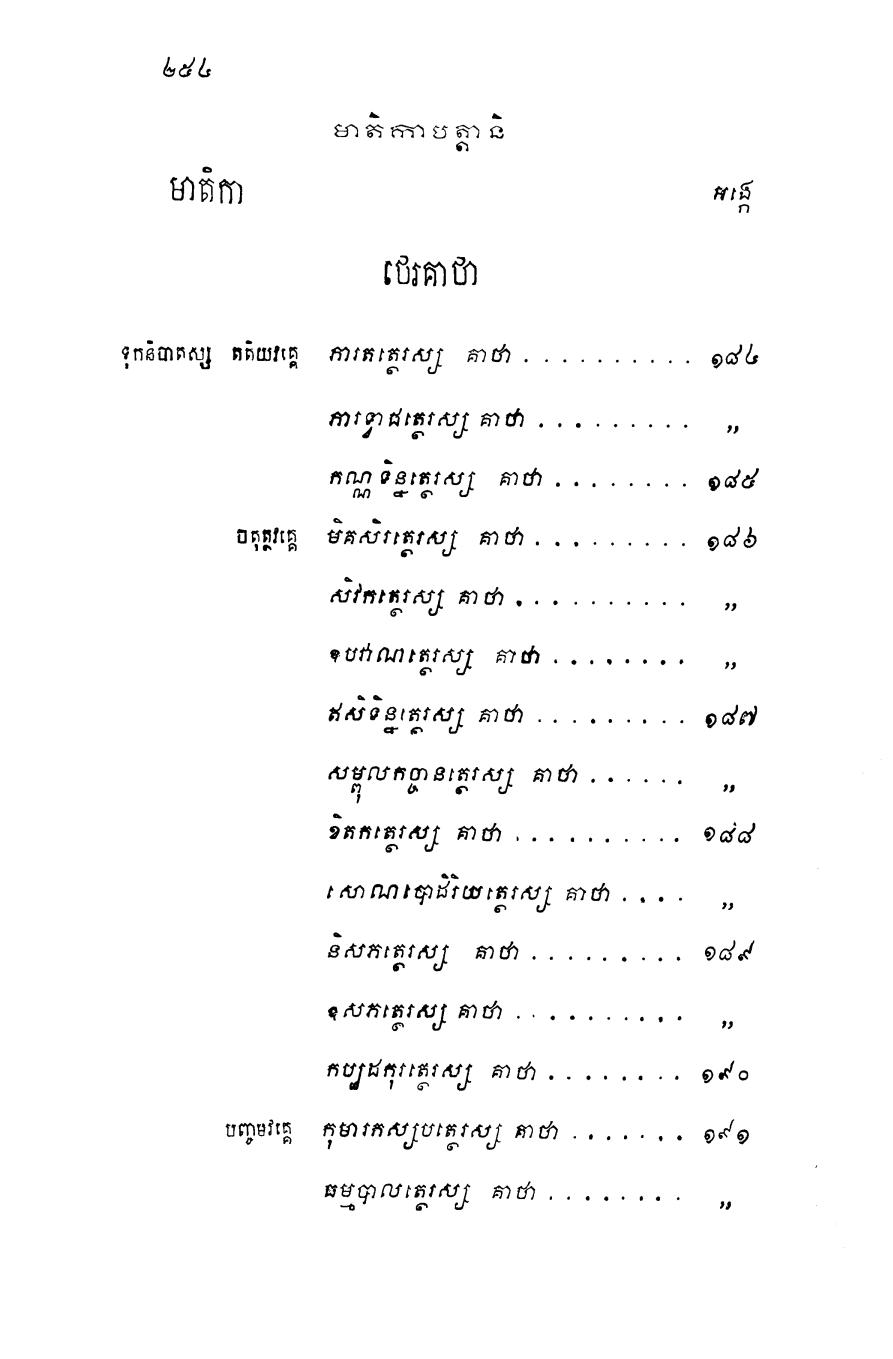 ២៥៤
មាតិកាបត្តានិ
មាតិកា អង្កេ
ថេរគាថា
ទុកនិបាតស្ស តតិយវគ្គេ ភារតត្ថេរស្ស គាថា . . . . . . . . . . ១៨៤
ភារទ្វាជត្ថេរស្ស គាថា . . . . . . . . . ,,
កណ្ណទិន្នត្ថេរស្ស គាថា . . . . . . . . ១៨៥
ចតុត្ថវគ្គេ មិគសិរត្ថេរស្ស គាថា . . . . . . . . . ១៨៦
សិវកត្ថេរស្ស គាថា . . . . . . . . . . ,,
ឧបវាណត្ថេរស្ស គាថា . . . . . . . . ,,
ឥសិទិន្នត្ថេរស្ស គាថា . . . . . . . . . ១៨៧
សម្ពុលកច្ចានត្ថេរស្ស គាថា . . . . . . ,,
ខិតកត្ថេរស្ស គាថា . . . . . . . . . . ១៨៨
សោណបោដិរិយត្ថេរស្ស គាថា . . . . ,,
និសភត្ថេរស្ស គាថា . . . . . . . . . ១៨៩
ឧសភត្ថេរស្ស គាថា . . . . . . . . . . ,,
កប្បដកុរត្ថេរស្ស គាថា . . . . . . . . ១៩០
បញ្ចមវគ្គេ កុមារកស្សបត្ថេរស្ស គាថា . . . . . . . ១៩១
ធម្មបាលត្ថេរស្ស គាថា . . . . . . . . ,,